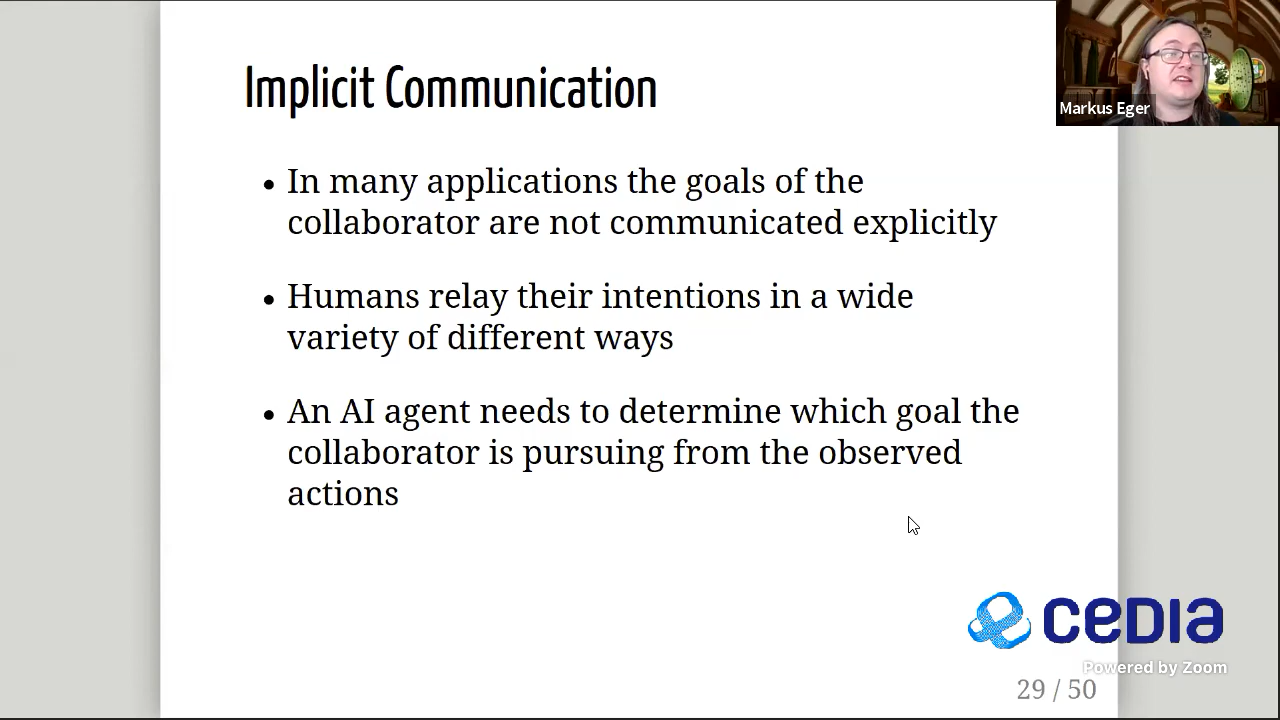 Implicit Communication
Markus Eger
In many applications the goals of the
collaborator are not communicated explicitly
Humans relay their intentions in a wide
variety of different ways
An AI agent needs to determine which goal the
collaborator is pursuing from the observed
actions
CEDIA
Powered by Zoom
29 / 50